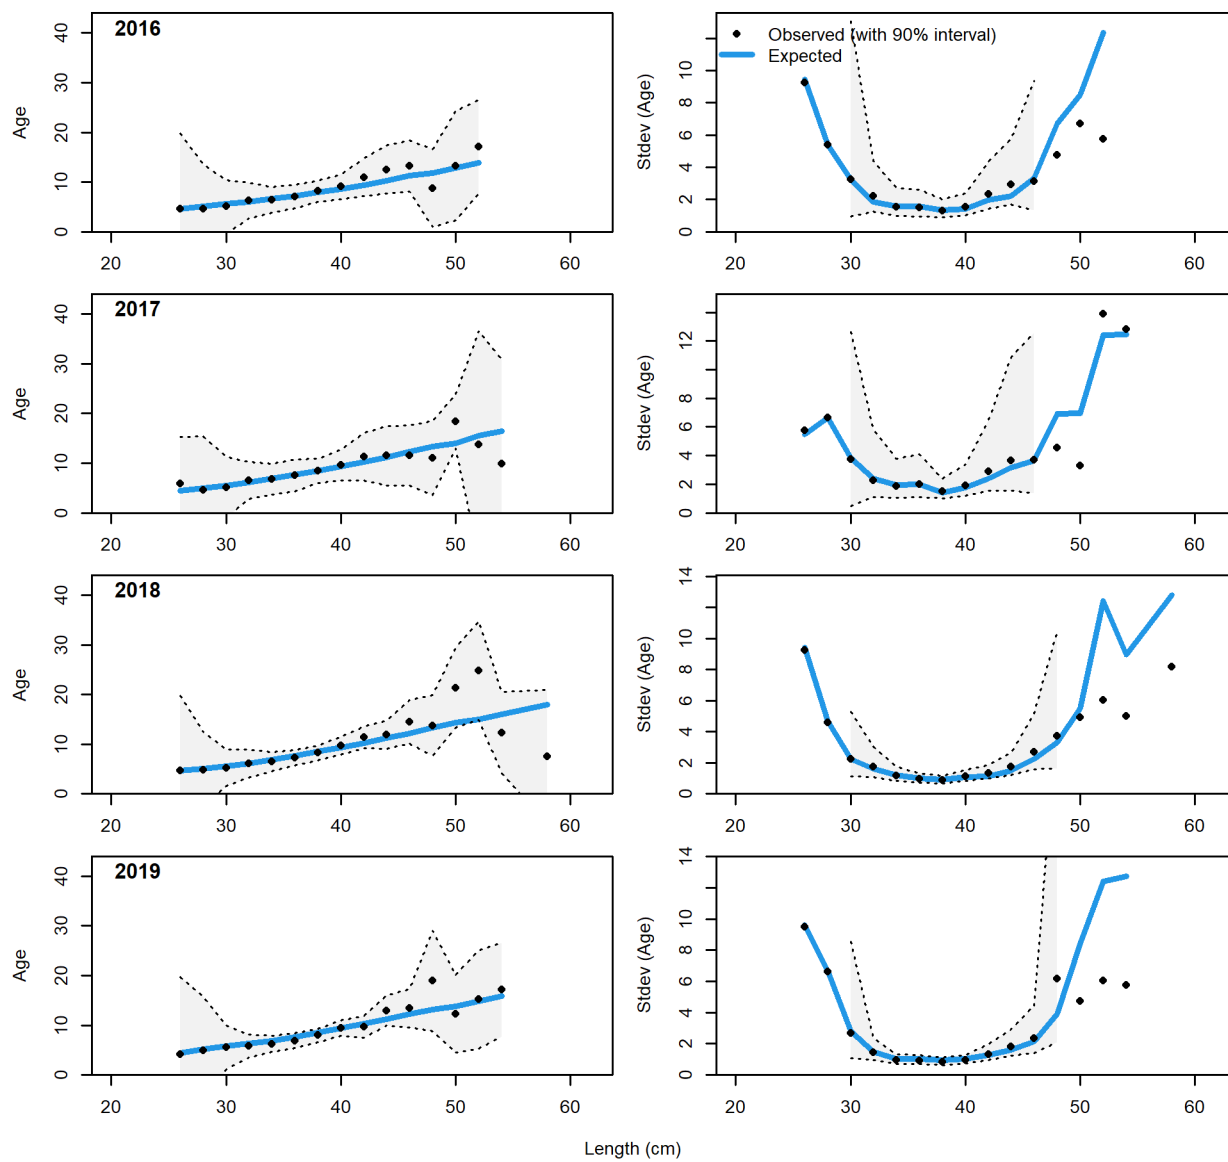 2016
Age
0 10 20 30 40
20 30 40 50 60
Observed (with 90% interval)
Expected
Stdev (Age)
0 2 4 6 8 10
20 30 40 50 60
2017
Age
0 10 20 30 40
20 30 40 50 60
Stdev (Age)
0 2 4 6 8 12
20 30 40 50 60
2018
Age
0 10 20 30 40
20 30 40 50 60
Stdev (Age)
0 2 4 6 8 10 14
20 30 40 50 60
2019
Age
0 10 20 30 40
20 30 40 50 60
Stdev (Age)
0 2 4 6 8 10 14
20 30 40 50 60
Length (cm)